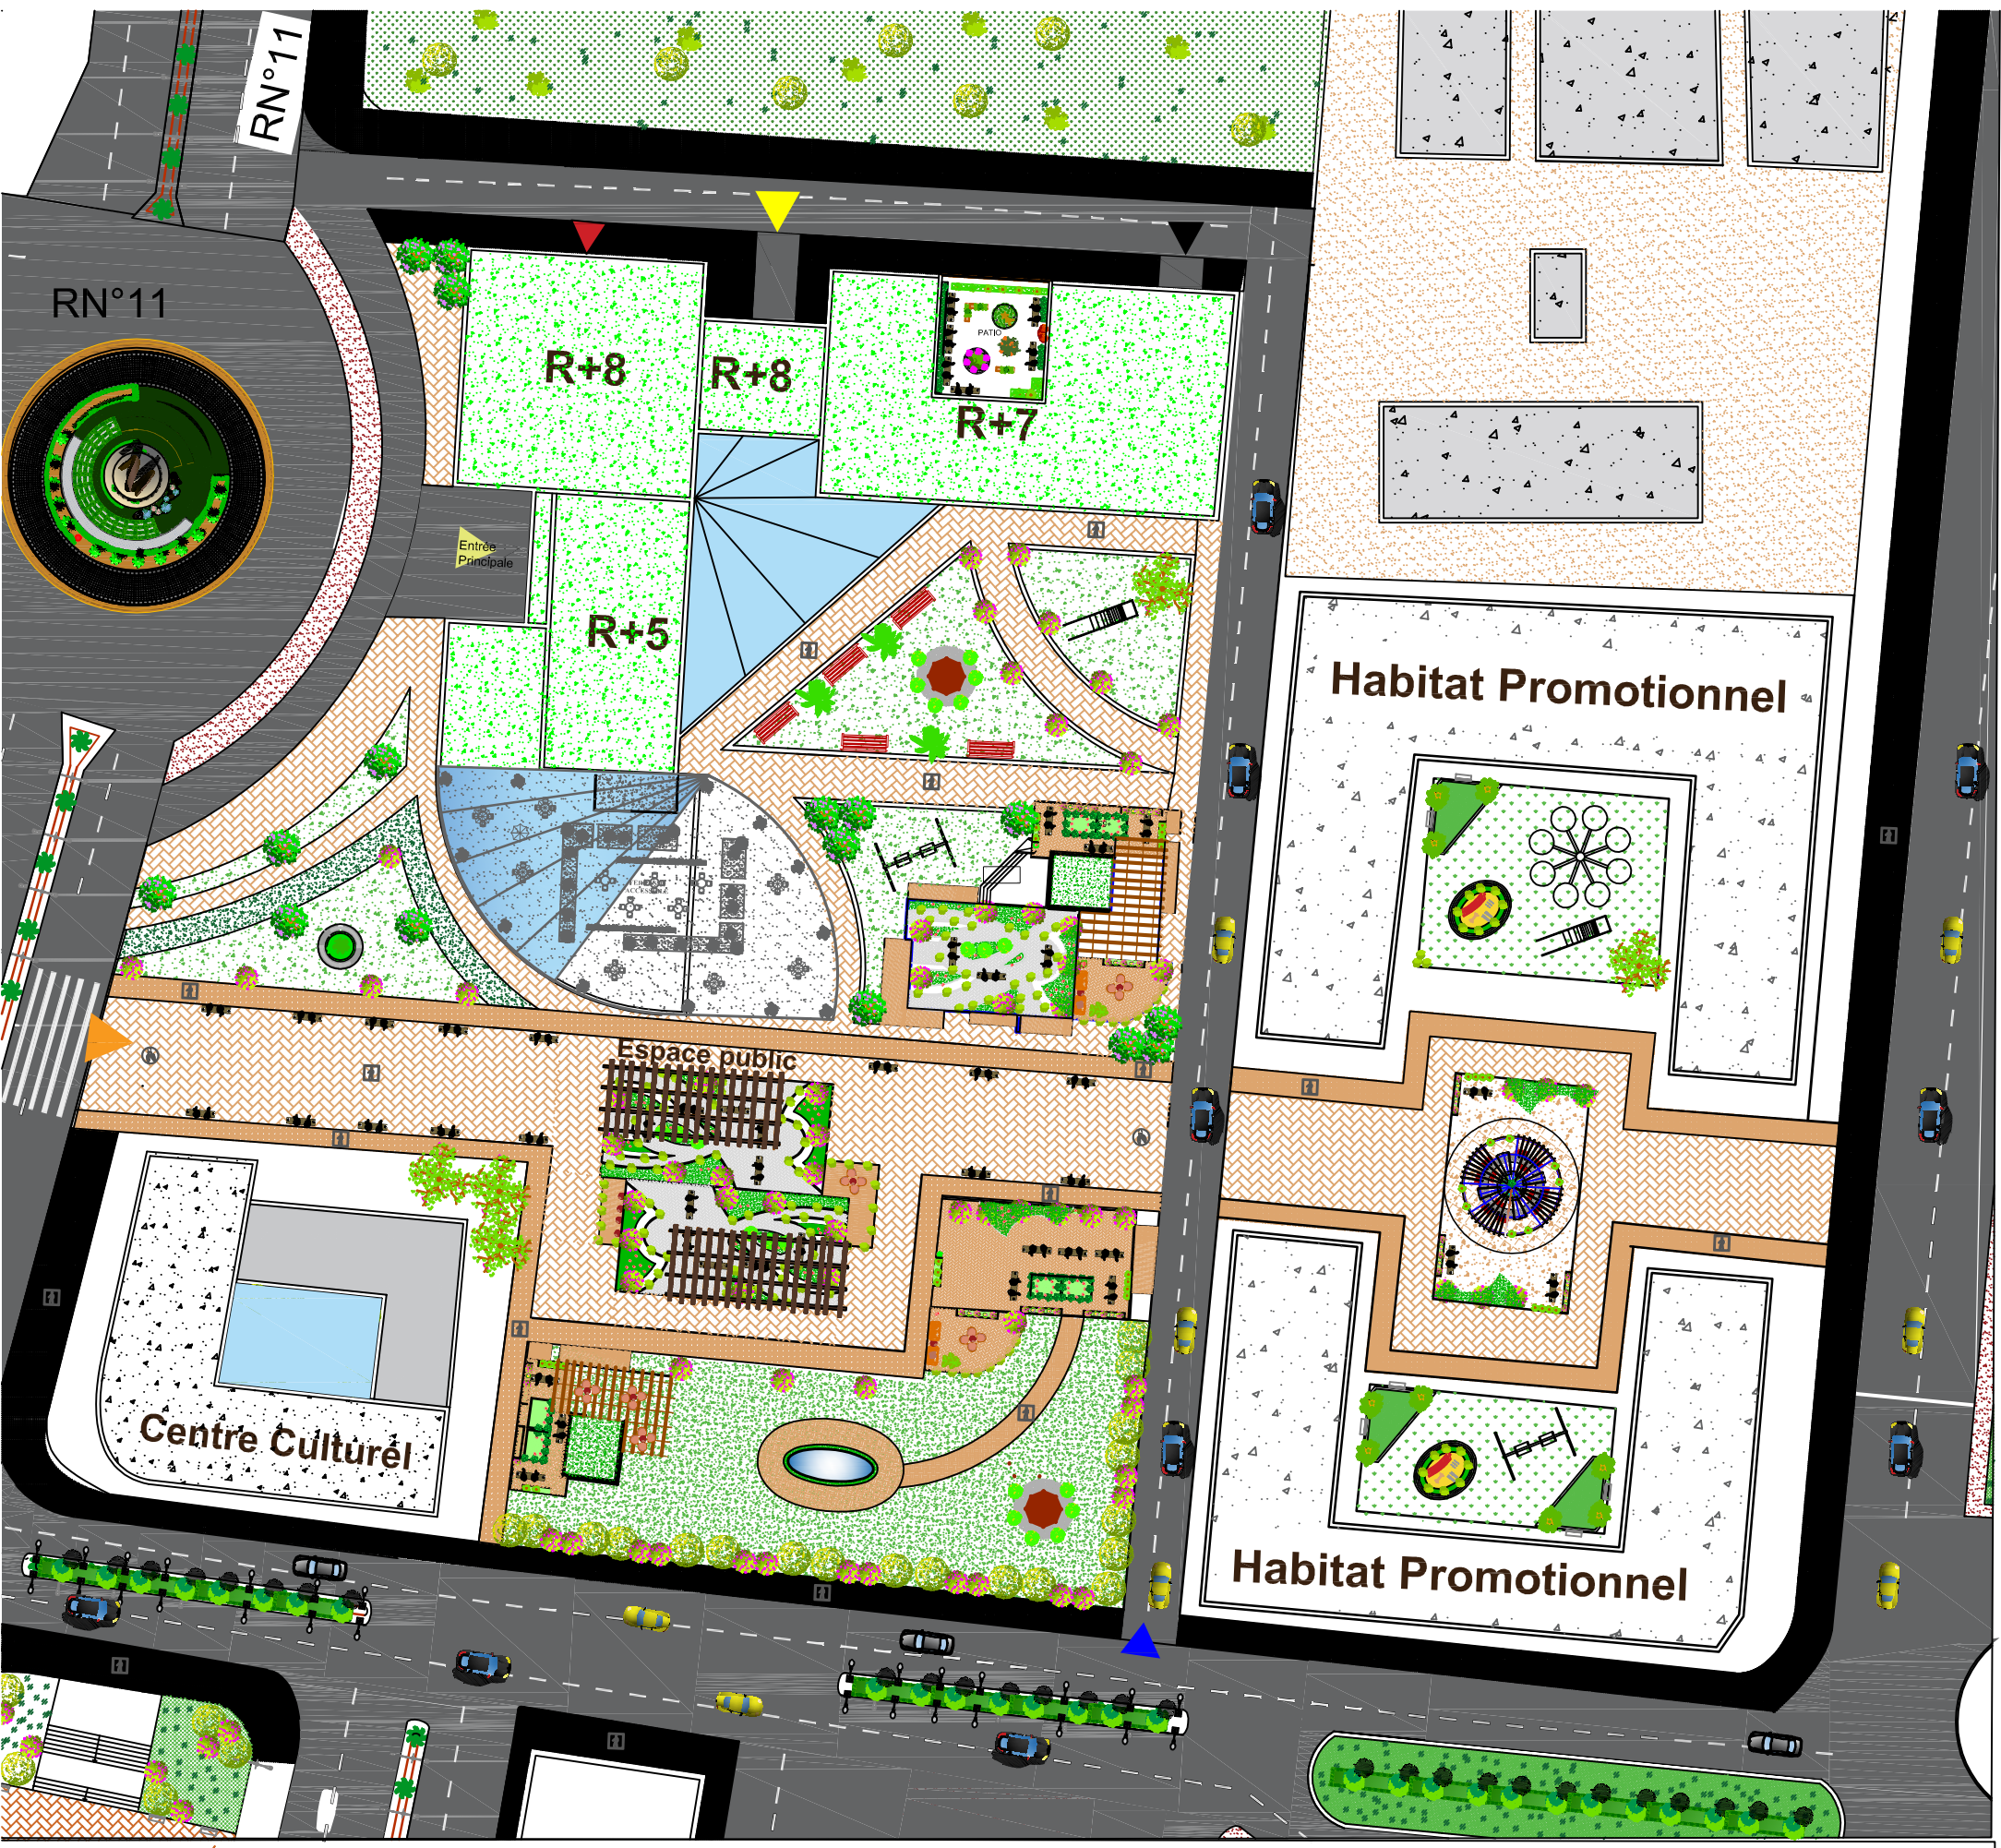 RN°11
RN°11
R+8
R+8
PATIO
R+7
Entrée
Principale
R+5
Habitat Promotionnel
Espace public
Centre Culturel
Habitat Promotionnel